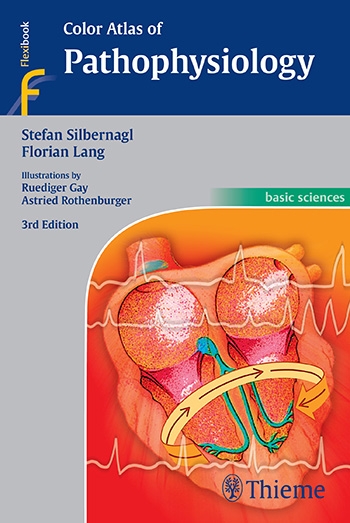 Flexibook
Color Atlas of
Pathophysiology
Stefan Silbernagl
Florian Lang
Illustrations by
Ruediger Gay
Astried Rothenburger
3rd Edition
basic sciences
Thieme